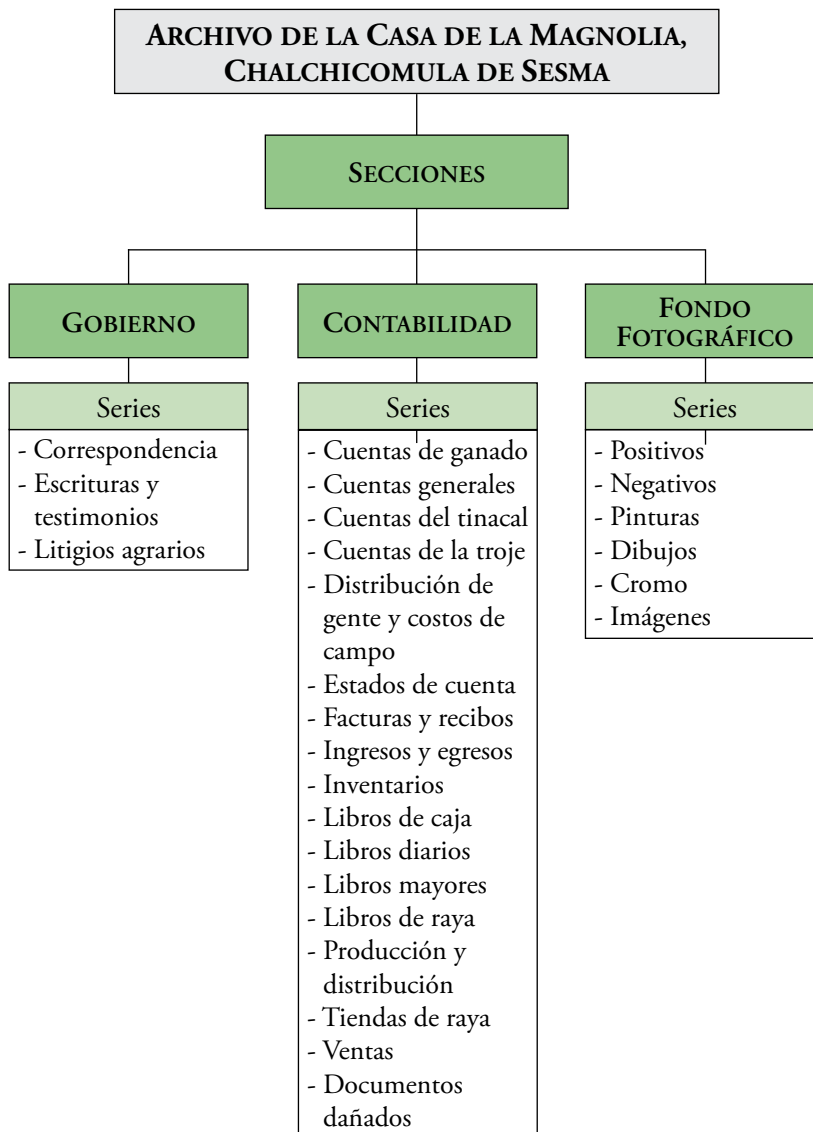 ARCHIVO DE LA CASA DE LA MAGNOLIA,
CHALCHICOMULA DE SESMA
SECCIONES
GOBIERNO
Series
- Correspondencia
- Escrituras y
testimonios
- Litigios agrarios
CONTABILIDAD
Series
- Cuentas de ganado
- Cuentas generales
- Cuentas del tinacal
- Cuentas de la troje
- Distribución de
gente y costos de
campo
- Estados de cuenta
- Facturas y recibos
- Ingresos y egresos
- Inventarios
- Libros de caja
- Libros diarios
- Libros mayores
- Libros de raya
- Producción y
distribución
- Tiendas de raya
- Ventas
- Documentos
dañados
FONDO
FOTOGRÁFICO
Series
- Positivos
- Negativos
- Pinturas
- Dibujos
- Cromo
- Imágenes